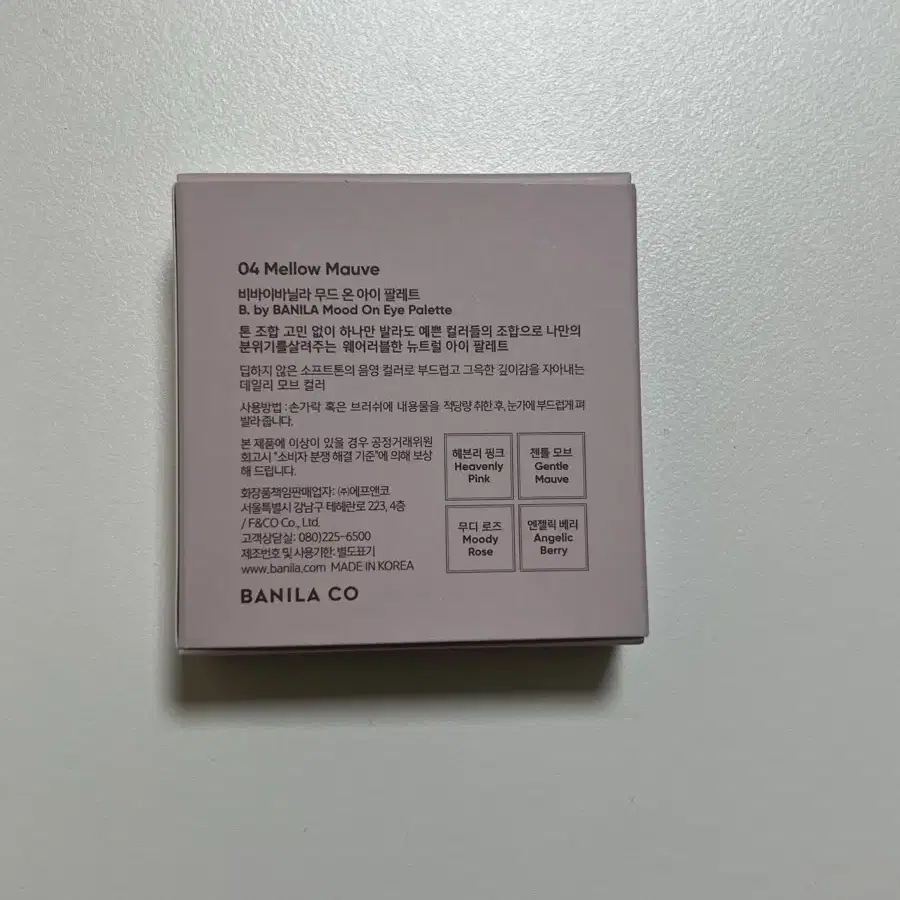 04 Mellow Mauve
비바이바닐라 무드 온 아이 팔레트
B. by BANILA Mood On Eye Palette
톤 조합 고민 없이 하나만 발라도 예쁜 컬러들의 조합으로 나만의
분위기를살려주는 웨어러블한 뉴트럴 아이 팔레트
딥하지 않은 소프트톤의 음영 컬러로 부드럽고 그윽한 깊이감을 자아내는
데일리 모브 컬러
사용방법 : 손가락 혹은 브러쉬에 내용물을 적당량 취한 후, 눈가에 부드럽게 펴
발라 줍니다.
본 제품에 이상이 있을 경우 공정거래위원
회고시 "소비자 분쟁 해결 기준"에 의해 보상
해 드립니다.
화장품책임판매업자: ㈜에프앤코
서울특별시 강남구 테헤란로 223, 4층
/ F&CO Co., Ltd.
고객상담실: 080)225-6500
제조번호 및 사용기한: 별도표기
www.banila.com MADE IN KOREA
BANILA CO
헤븐리 핑크
Heavenly
Pink
젠틀 모브
Gentle
Mauve
무디 로즈
Moody
Rose
엔젤릭 베리
Angelic
Berry